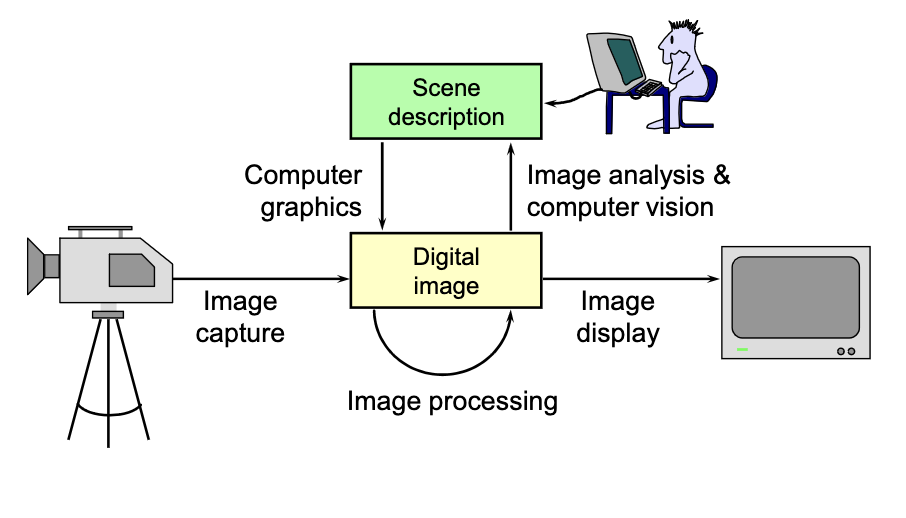 Scene
description
Computer
graphics
Image analysis &
computer vision
Digital
image
Image
capture
Image
display
Image processing